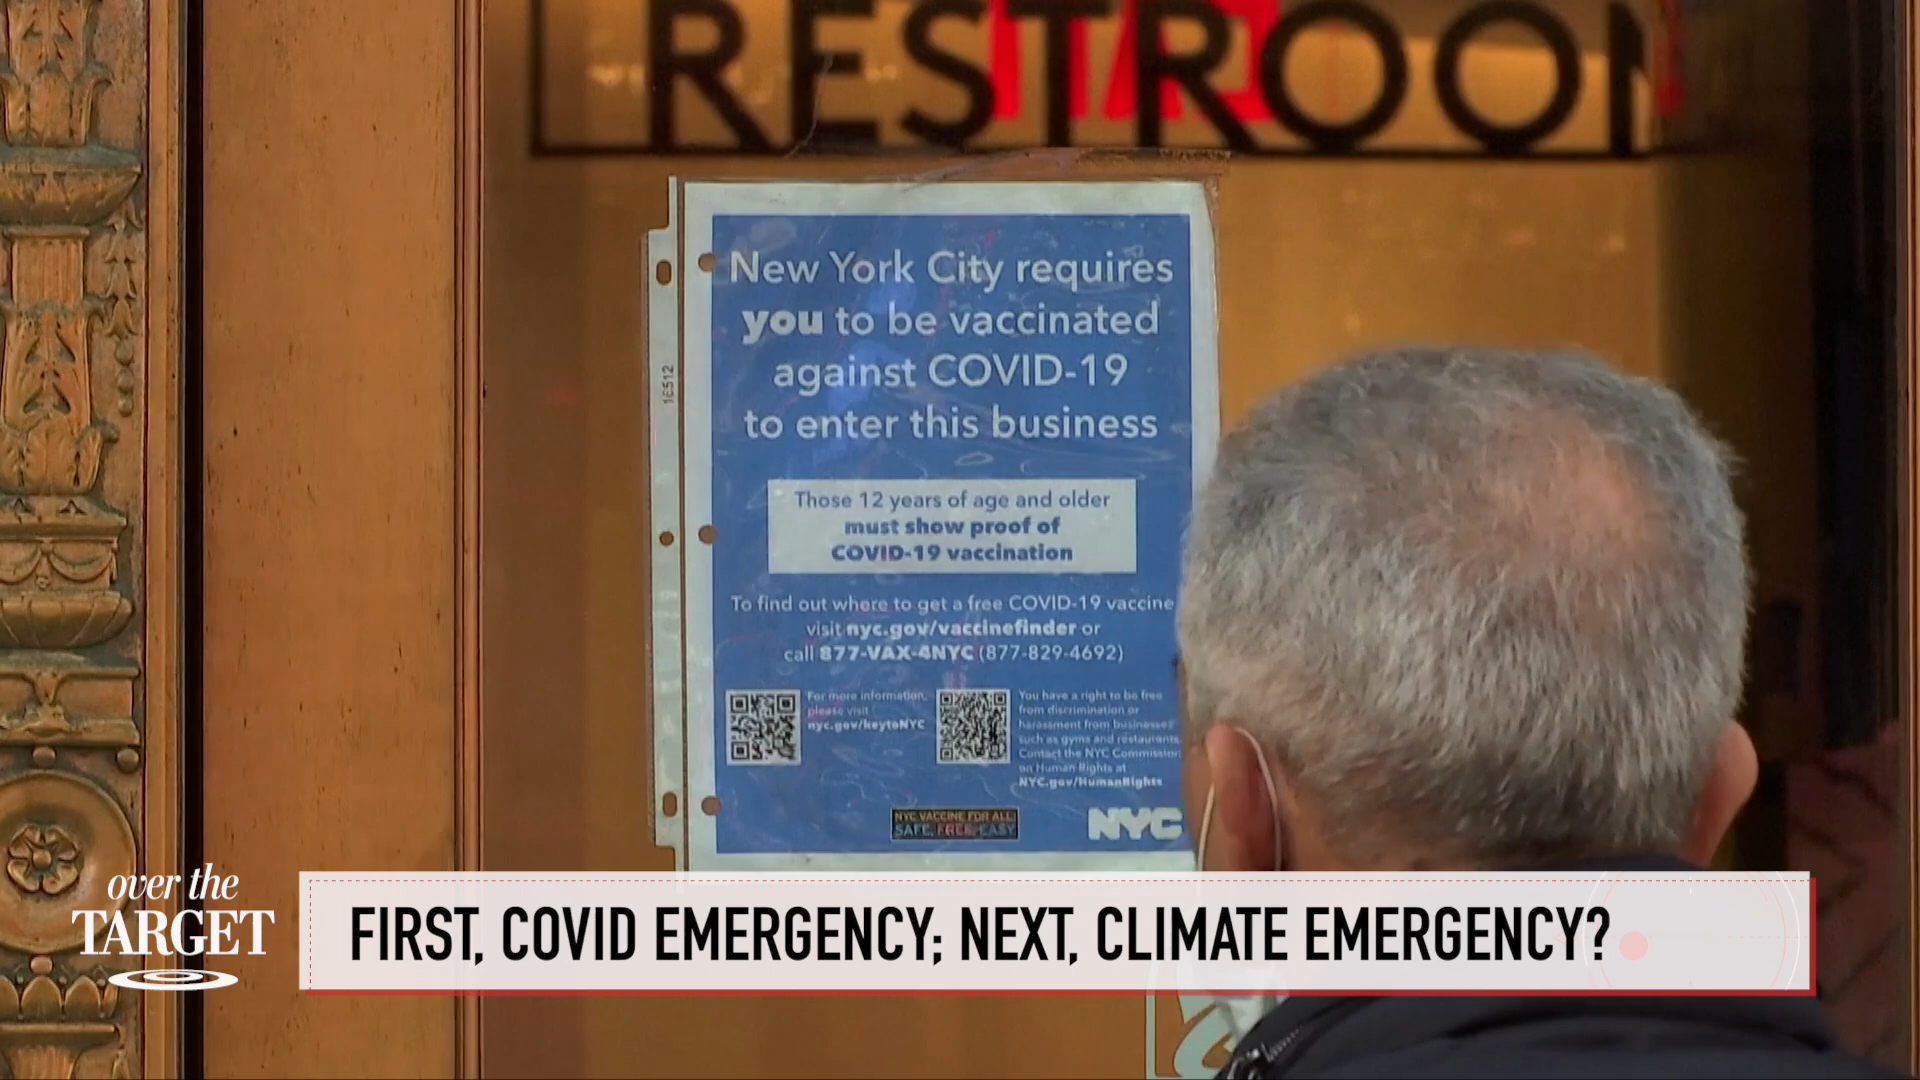 RESTROO
New York City requires
you to be vaccinated
against COVID-19
to enter this business
16512
Those 12 years of age and older
must show proof of
COVID-19 vaccination
To find out where to get a free COVID-19 vaccine
visit nyc.gov/vaccinefinder or
call 877-VAX-4NYC (877-829-4692)
For more information,
please visit
nyc.gov/keytoNYC
You have a right to be free
from discrimination or
harassment from businesses
such as gyms and restaurants.
Contact the NYC Commission
on Human Rights at
NYC.gov/HumanRights
NYC VACCINE FOR ALL:
SAFE, FREE, EASY
NYC
over the
TARGET
FIRST, COVID EMERGENCY; NEXT, CLIMATE EMERGENCY?